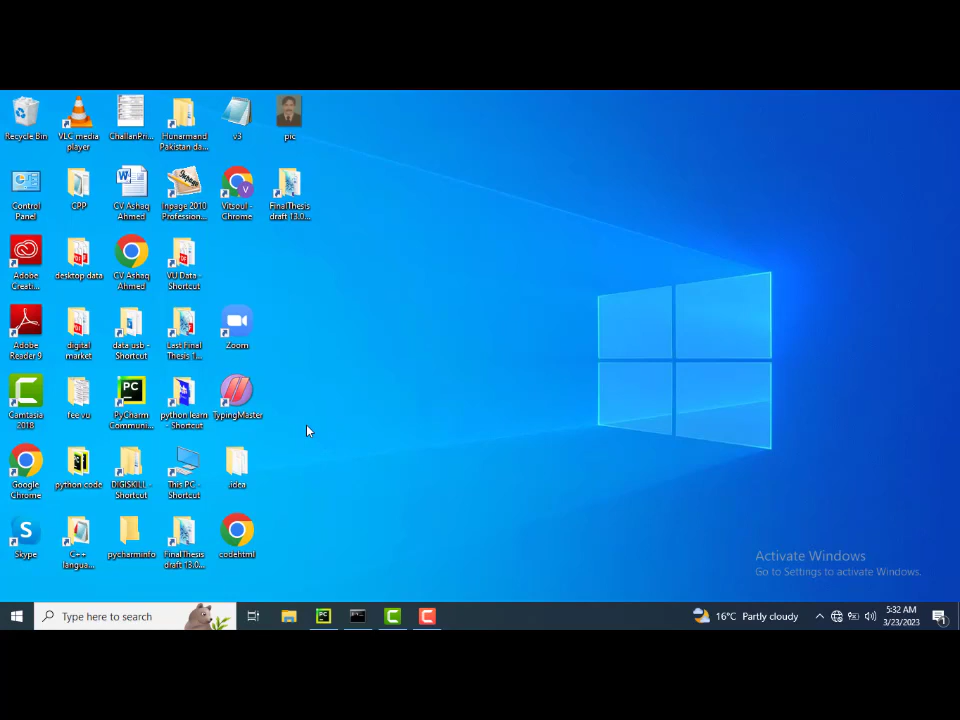 Recycle Bin
VLC media
player
ChallanPri...
Hunarmand
Pakistan da...
v3
pic
Control
Panel
CPP
CV Ashaq
Ahmed
Inpage 2010
Profession...
Vitsoul -
Chrome
FinalThesis
draft 13.0...
Adobe
Creati...
desktop data
CV Ashaq
Ahmed
VU Data -
Shortcut
Adobe
Reader 9
digital
market
data usb -
Shortcut
Last Final
Thesis 1...
Zoom
Camtasia
2018
fee vu
PyCharm
Communi...
python learn
- Shortcut
TypingMaster
Google
Chrome
python code
DIGISKILL -
Shortcut
This PC -
Shortcut
.idea
Skype
C++
langua...
pycharminfo
FinalThesis
draft 13.0...
codehtml
Activate Windows
Go to Settings to activate Windows.
Type here to search
16°C Partly cloudy
5:32 AM
3/23/2023
1